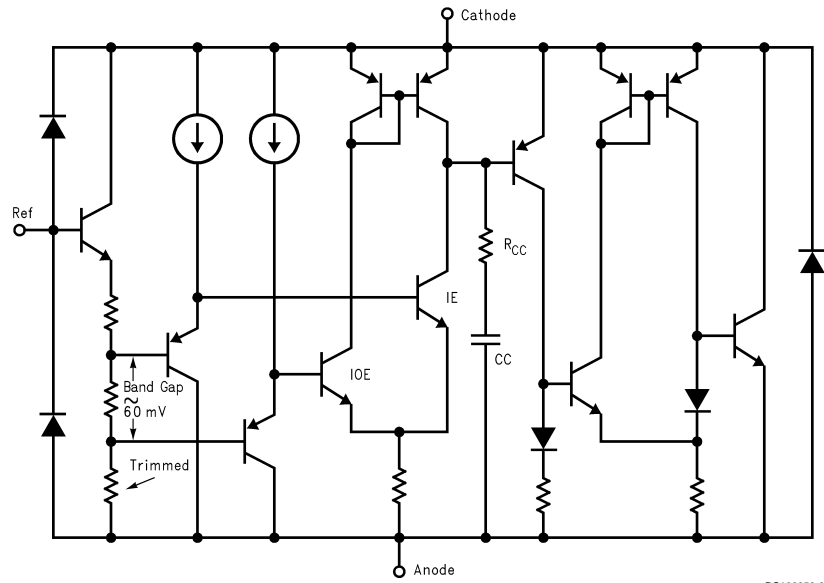 Cathode
Ref
RCC
IE
CC
IOE
Band Gap
~
60 mV
Trimmed
Anode